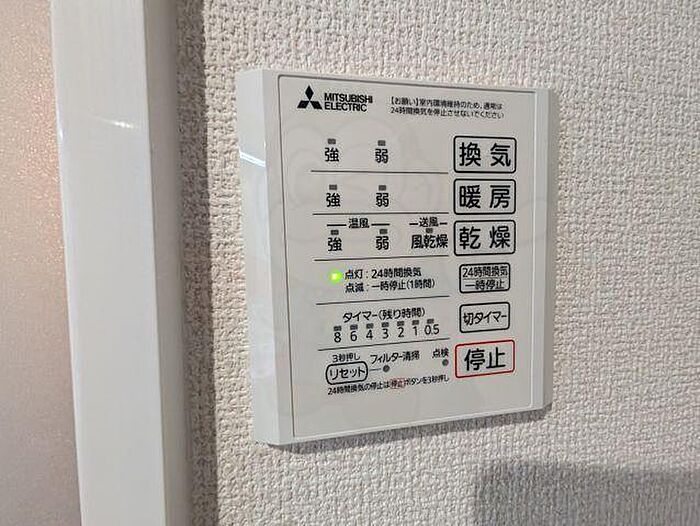 MITSUBISHI
ELECTRIC
【お願い】室内環境維持のため、通常は
24時間換気を停止させないでください
強 弱 換気
強 弱 暖房
温風 送風
強 弱 風乾燥 乾燥
点灯：24時間換気
点滅：一時停止(1時間)
24時間換気
一時停止
タイマー(残り時間)
8 6 4 3 2 1 0.5
切タイマー
3秒押し フィルター清掃 点検
リセット
停止
24時間換気の停止は停止ボタンを3秒押し